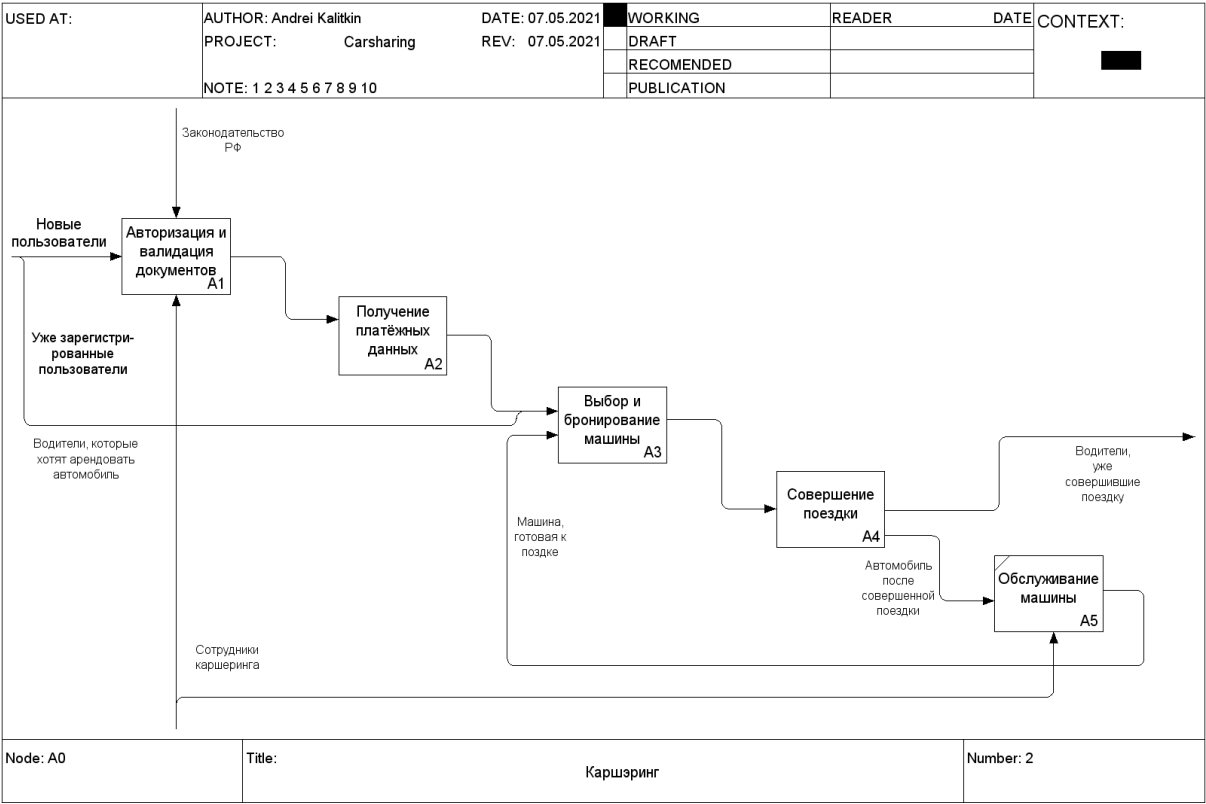 USED AT:
AUTHOR: Andrei Kalitkin
DATE: 07.05.2021
WORKING
READER
DATE
CONTEXT:
PROJECT:
Carsharing
REV: 07.05.2021
DRAFT
RECOMENDED
NOTE: 1 2 3 4 5 6 7 8 9 10
PUBLICATION
Законодательство
РФ
Новые
пользователи
Авторизация и
валидация
документов
A1
Получение
платёжных
данных
A2
Уже зарегистри-
рованные
пользователи
Выбор и
бронирование
машины
A3
Водители, которые
хотят арендовать
автомобиль
Водители,
уже
совершившие
поездку
Совершение
поездки
A4
Машина,
готовая к
поздке
Автомобиль
после
совершенной
поездки
Обслуживание
машины
A5
Сотрудники
каршеринга
Node: A0
Title:
Каршэринг
Number: 2